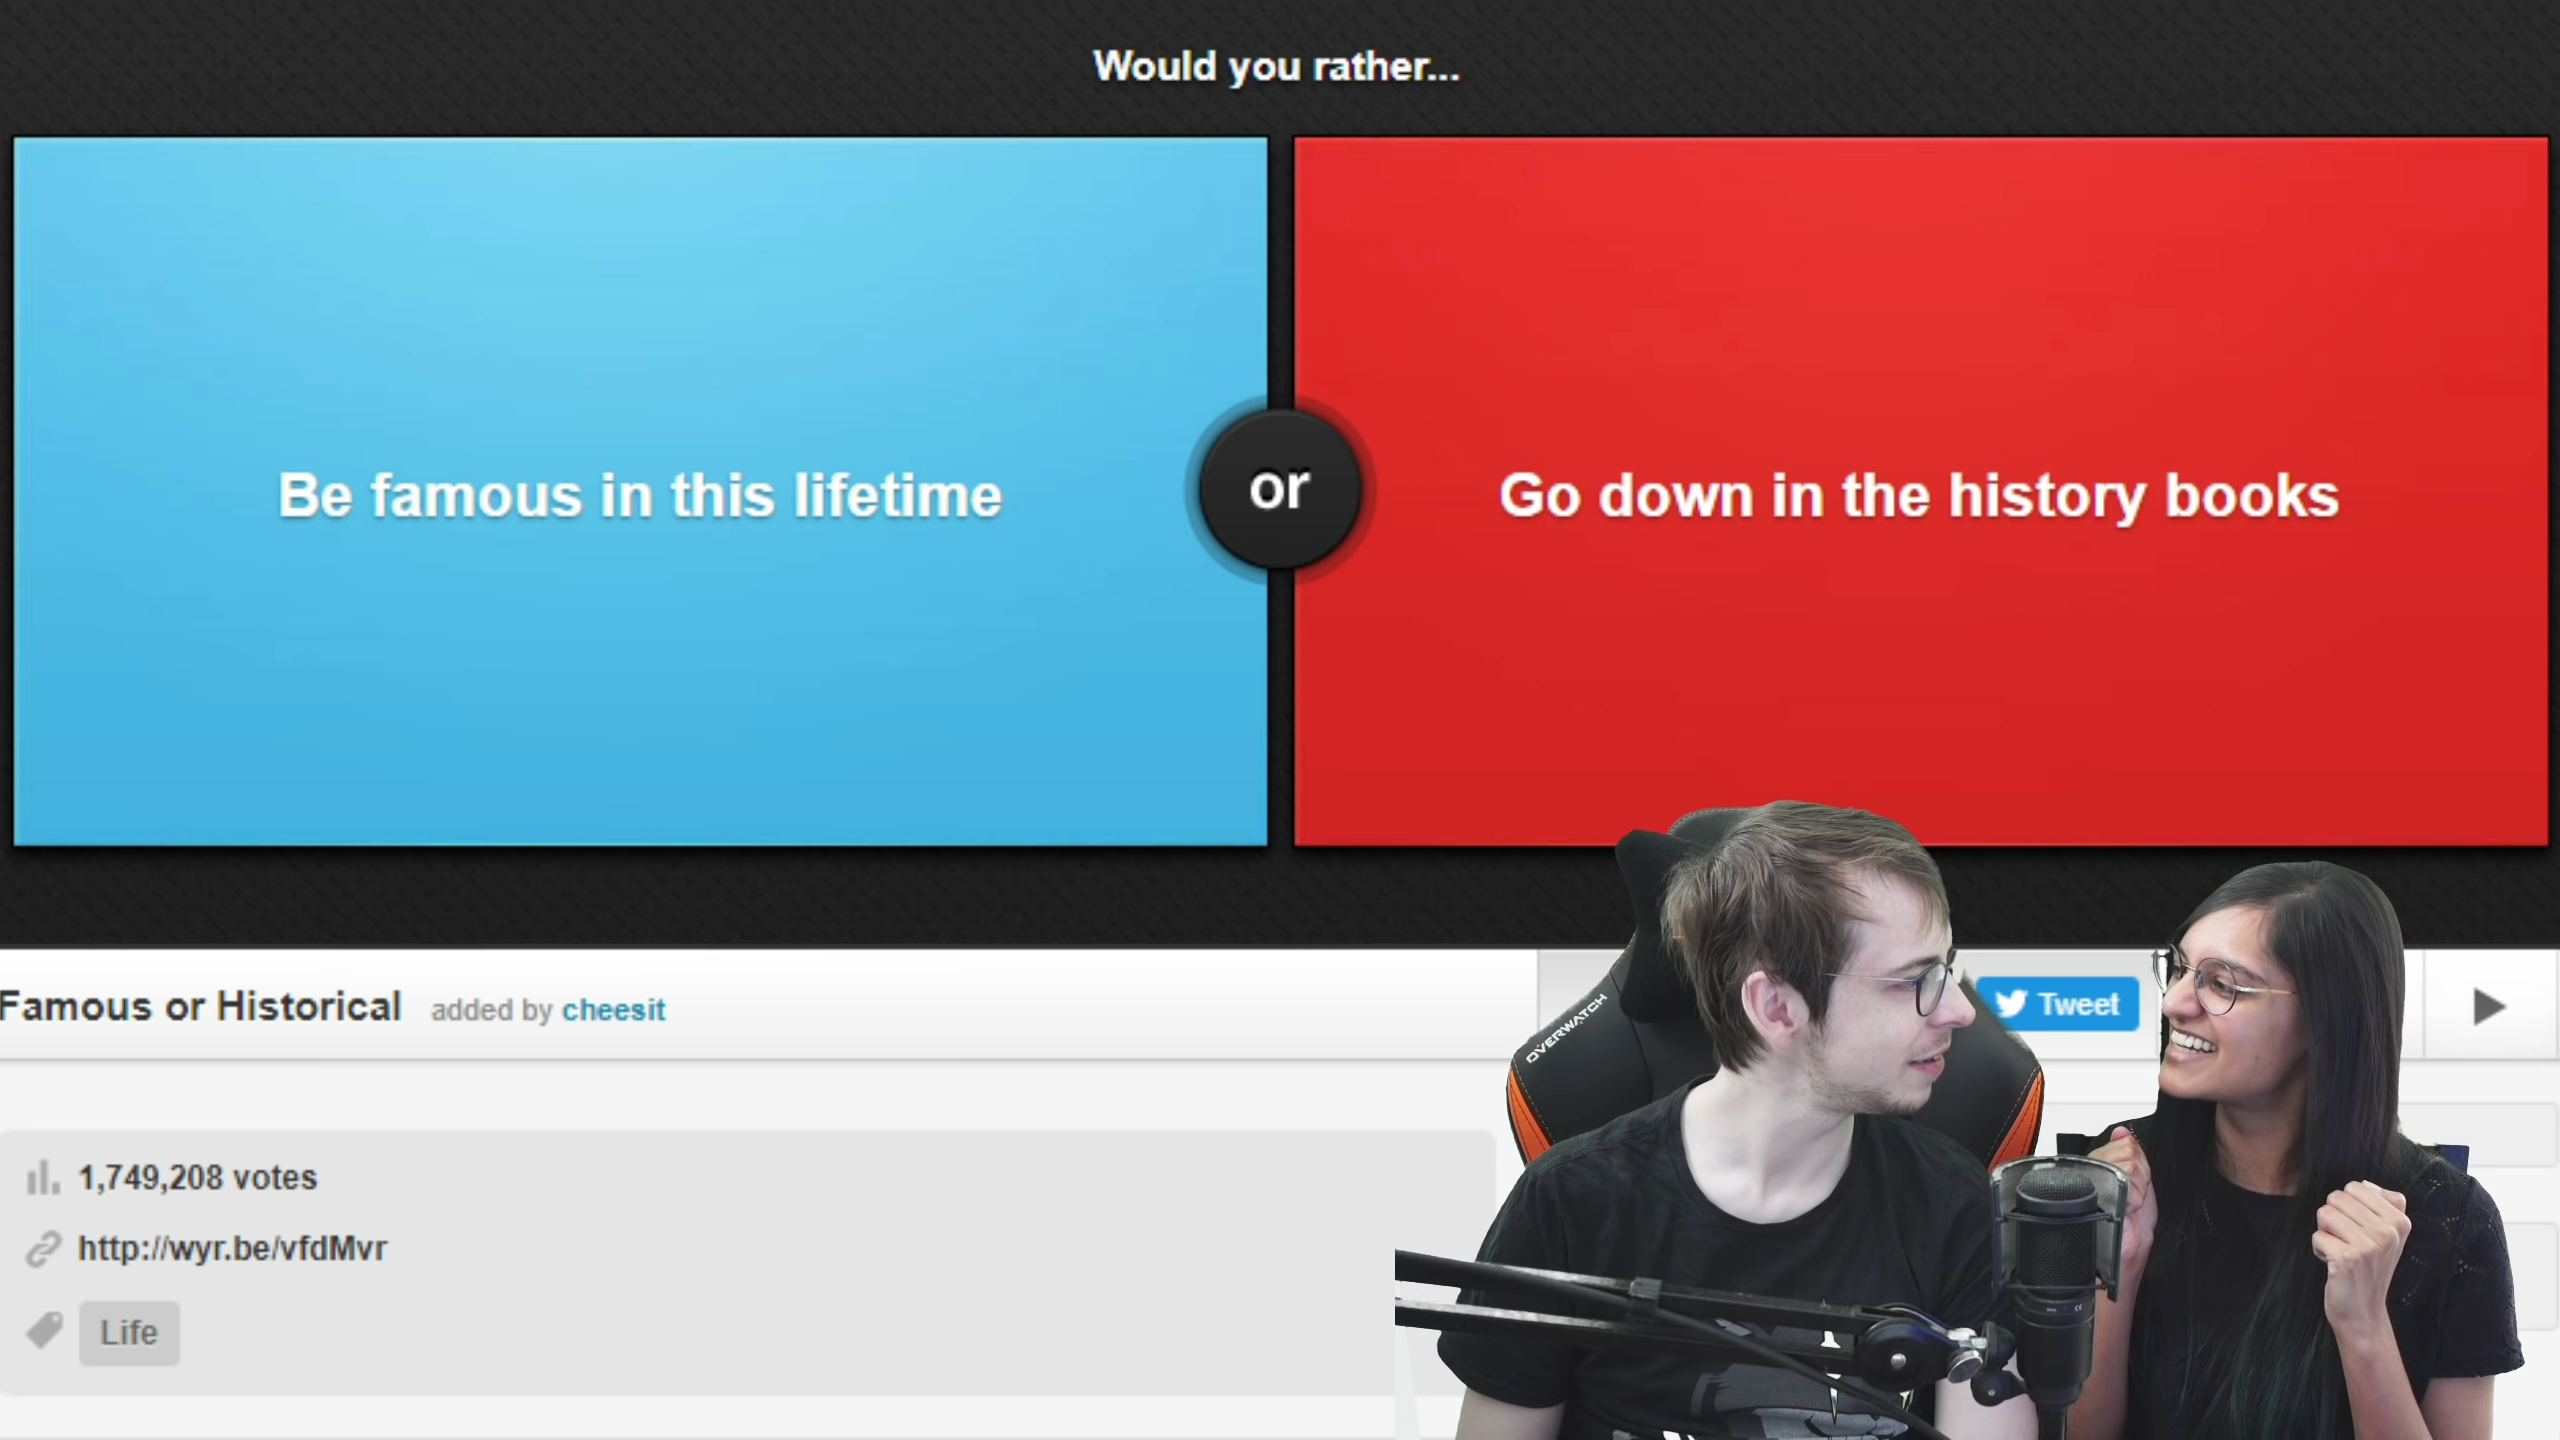 Would you rather...
Be famous in this lifetime
or
Go down in the history books
Famous or Historical added by cheesit
Tweet
OVERWATCH
1,749,208 votes
http://wyr.be/vfdMvr
Life